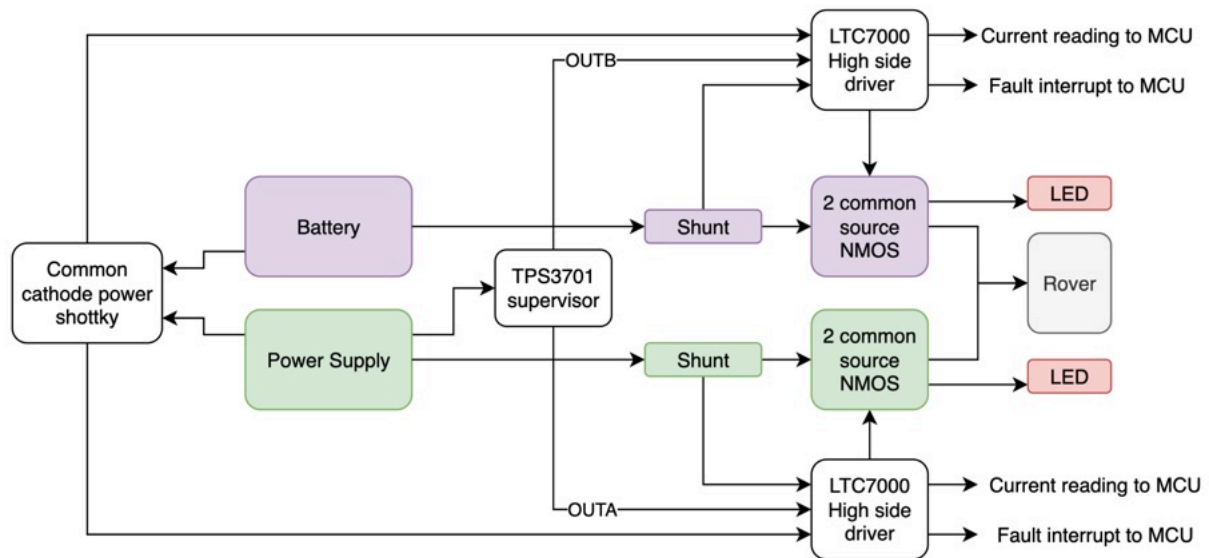 LTC7000
High side
driver
Current reading to MCU
Fault interrupt to MCU
OUTB
Battery
Shunt
2 common
source
NMOS
LED
Common
cathode power
shottky
TPS3701
supervisor
Rover
Power Supply
Shunt
2 common
source
NMOS
LED
OUTA
LTC7000
High side
driver
Current reading to MCU
Fault interrupt to MCU